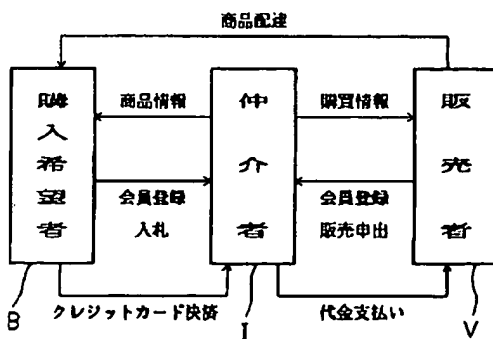 商品配達
購入希望者
商品情報
仲介者
購買情報
販売者
会員登録
入札
会員登録
販売申出
クレジットカード決済
代金支払い
B
I
V